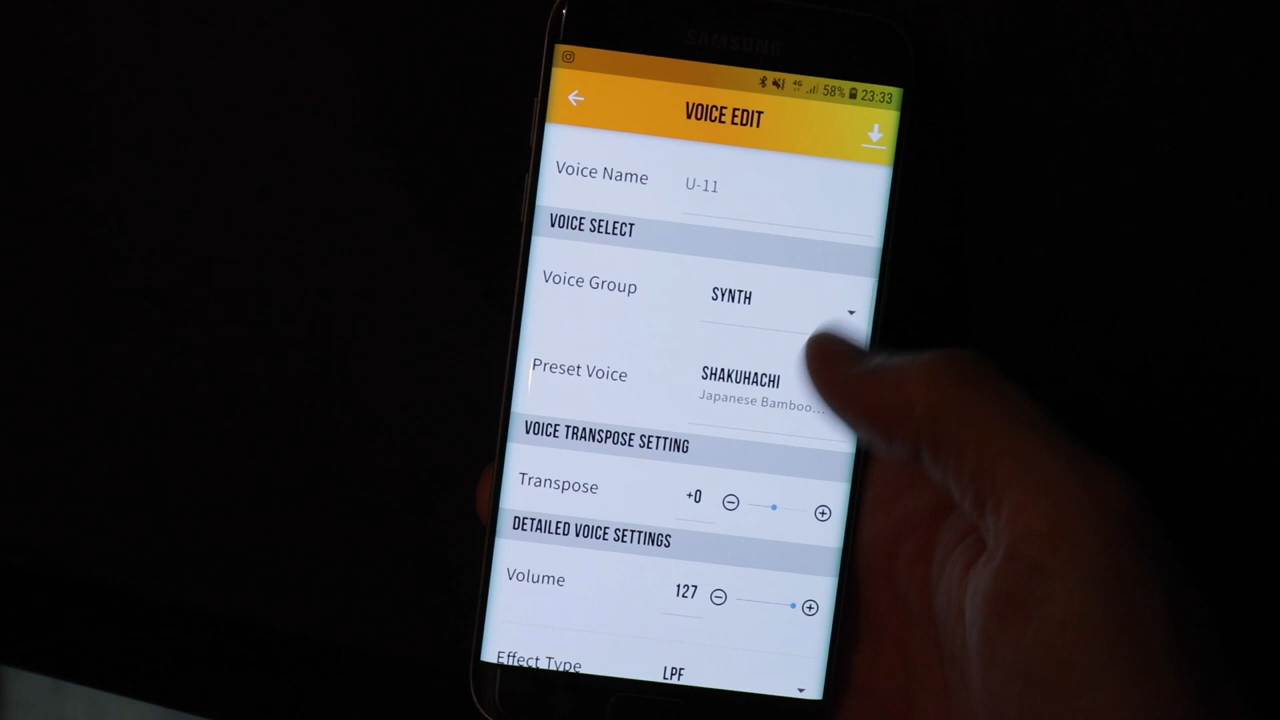 SAMSUNG
4G 58% 23:33
VOICE EDIT
Voice Name U-11
VOICE SELECT
Voice Group SYNTH
Preset Voice SHAKUHACHI
Japanese Bamboo...
VOICE TRANSPOSE SETTING
Transpose +0
DETAILED VOICE SETTINGS
Volume 127
Effect Type LPF